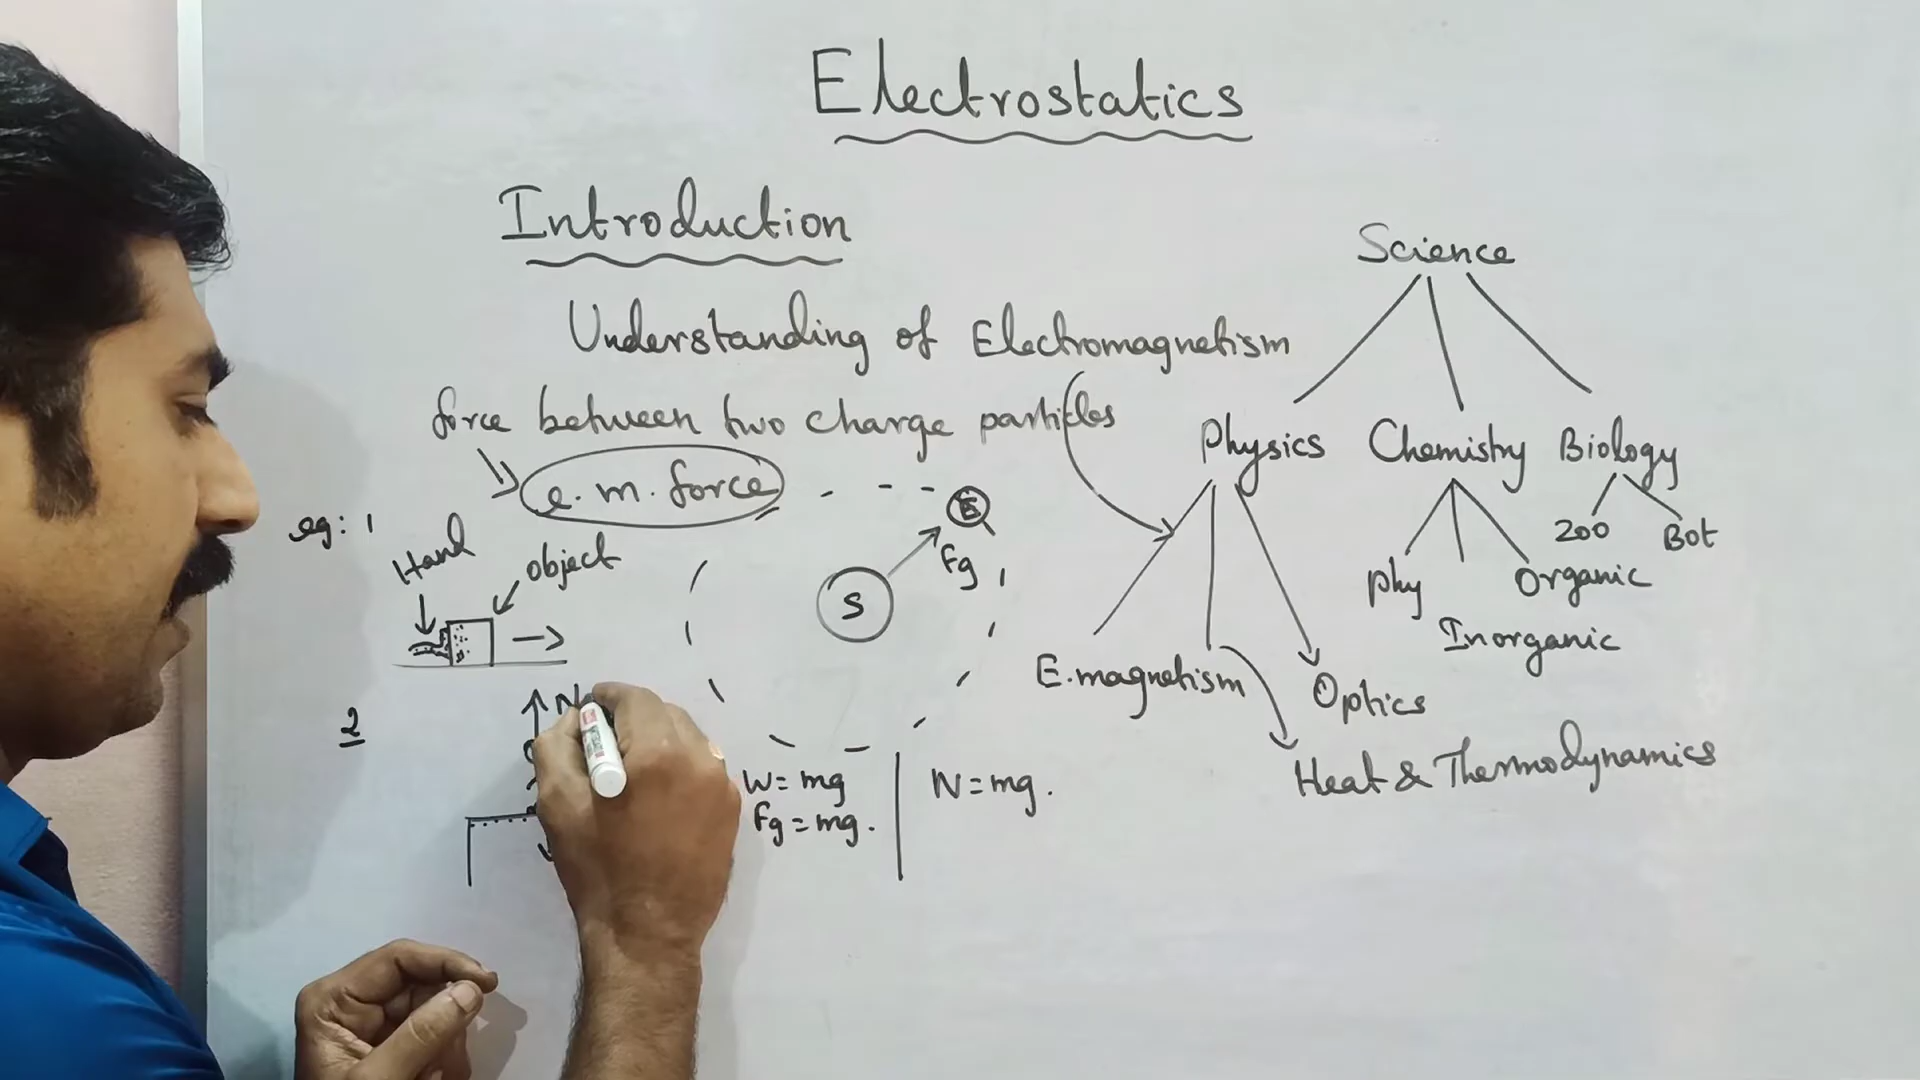 Electrostatics
Introduction
Understanding of Electromagnetism
force between two charge particles
e.m. force
eg: 1
Hand
object
S
E
Fg
2
N
W = mg
Fg = mg.
N = mg.
Science
Physics Chemistry Biology
Zoo Bot
Phy Organic
Inorganic
E.magnetism
Optics
Heat & Thermodynamics